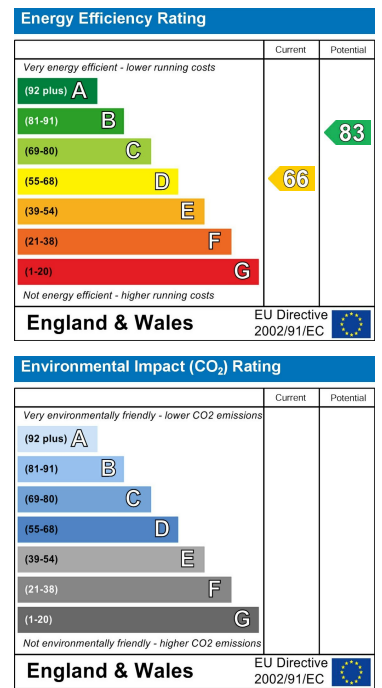 Energy Efficiency Rating
Current Potential
Very energy efficient - lower running costs
(92 plus) A
(81-91) B
83
(69-80) C
(55-68) D
66
(39-54) E
(21-38) F
(1-20) G
Not energy efficient - higher running costs
England & Wales
EU Directive
2002/91/EC
Environmental Impact (CO₂) Rating
Current Potential
Very environmentally friendly - lower CO2 emissions
(92 plus) A
(81-91) B
(69-80) C
(55-68) D
(39-54) E
(21-38) F
(1-20) G
Not environmentally friendly - higher CO2 emissions
England & Wales
EU Directive
2002/91/EC